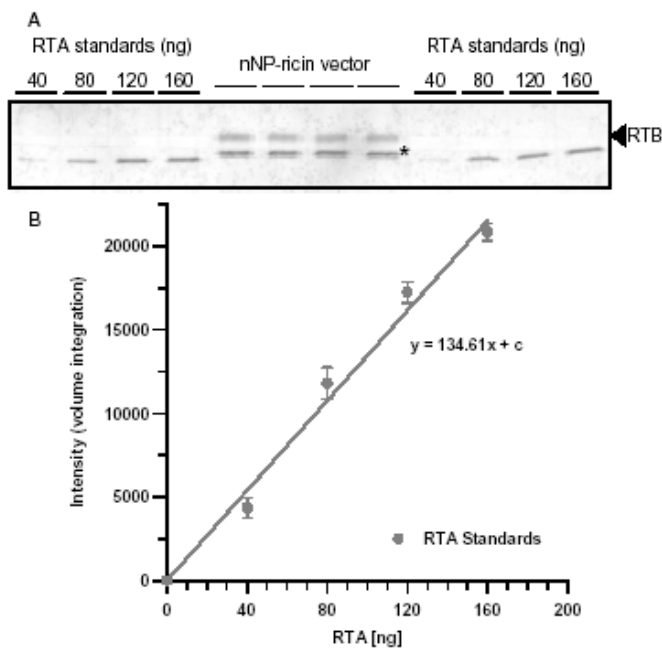 A
RTA standards (ng)
nNP-ricin vector
RTA standards (ng)
40 80 120 160
40 80 120 160
RTB
*
B
Intensity (volume integration)
20000
15000
10000
5000
0
y = 134.61x + c
RTA Standards
0 40 80 120 160 200
RTA [ng]